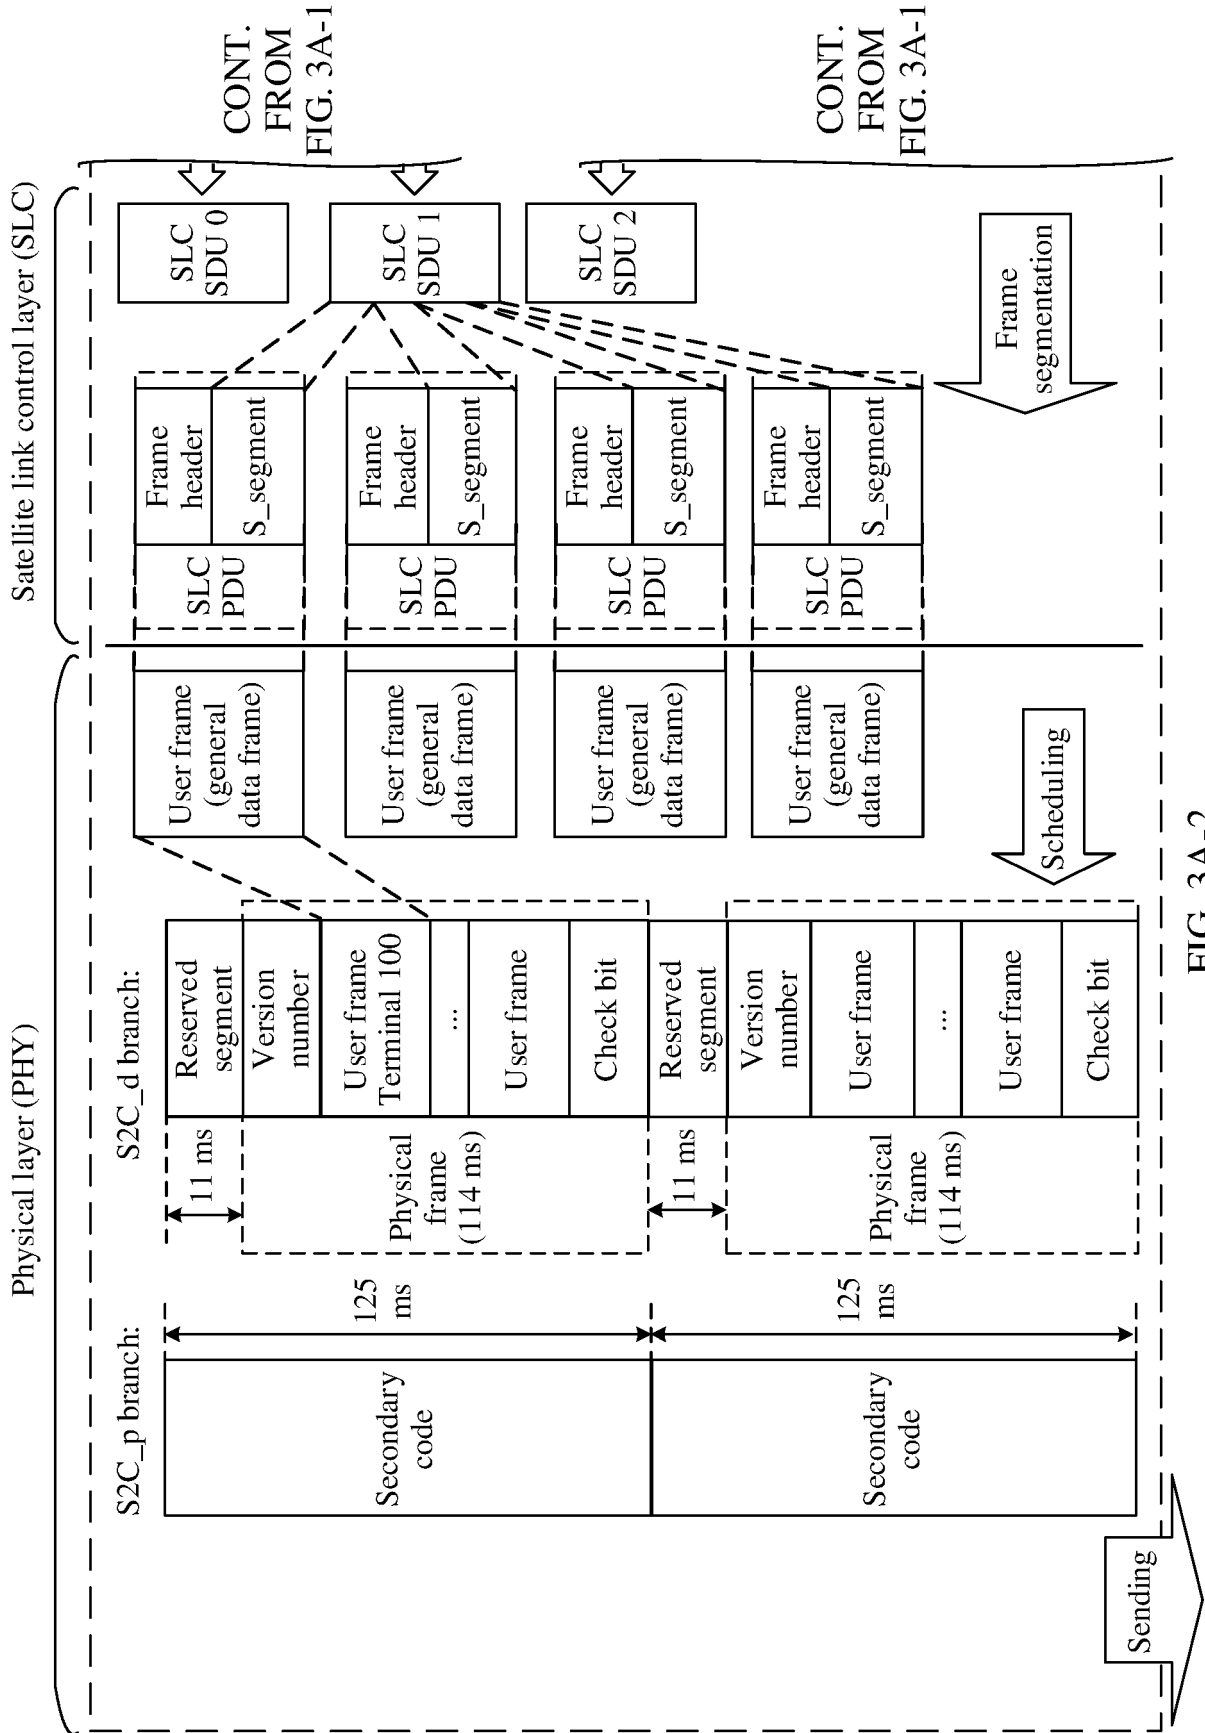 CONT.
FROM
FIG. 3A-1
CONT.
FROM
FIG. 3A-1
Satellite link control layer (SLC)
SLC
SDU 0
SLC
SDU 1
SLC
SDU 2
Frame
segmentation
Frame
header
S_segment
SLC
PDU
Frame
header
S_segment
SLC
PDU
Frame
header
S_segment
SLC
PDU
Frame
header
S_segment
SLC
PDU
Physical layer (PHY)
User frame
(general
data frame)
User frame
(general
data frame)
User frame
(general
data frame)
User frame
(general
data frame)
Scheduling
S2C_d branch:
Reserved
segment
Version
number
User frame
Terminal 100
...
User frame
Check bit
Reserved
segment
Version
number
User frame
...
User frame
Check bit
11 ms
Physical
frame
(114 ms)
11 ms
Physical
frame
(114 ms)
S2C_p branch:
125
ms
125
ms
Secondary
code
Secondary
code
Sending
FIG. 3A-2